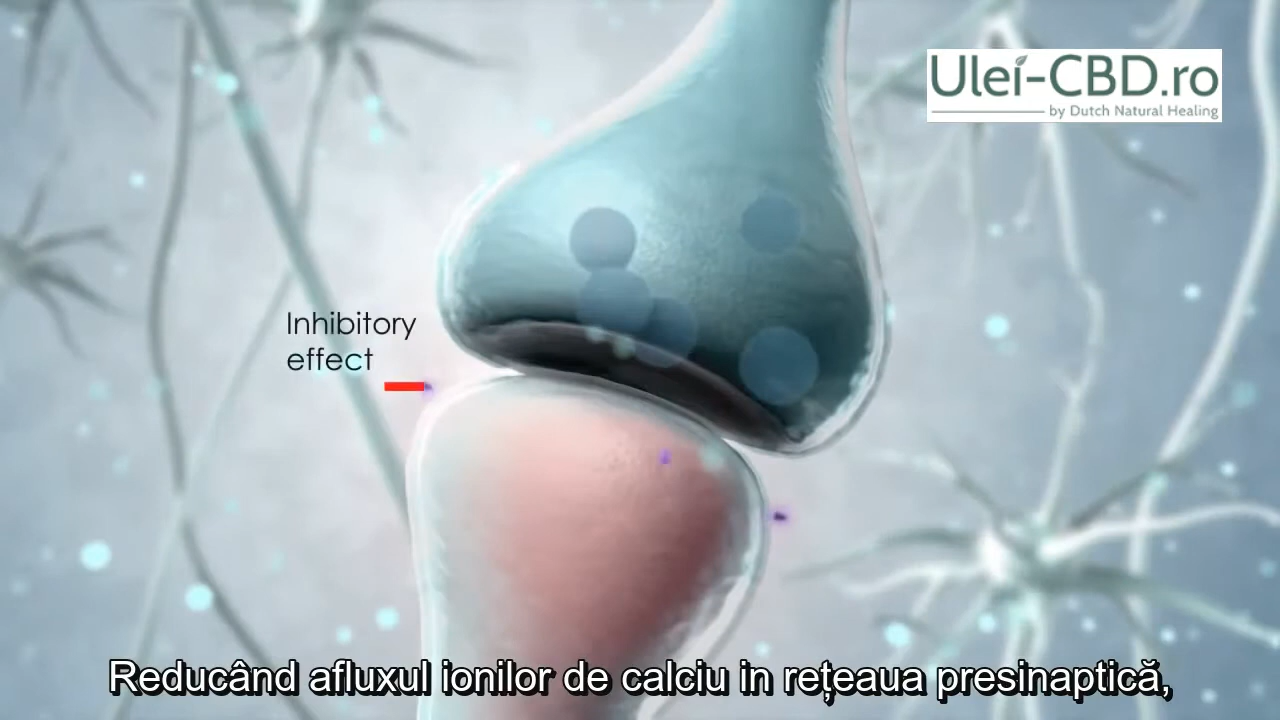 Ulei-CBD.ro
by Dutch Natural Healing
Inhibitory
effect
Reducând afluxul ionilor de calciu in rețeaua presinaptică,